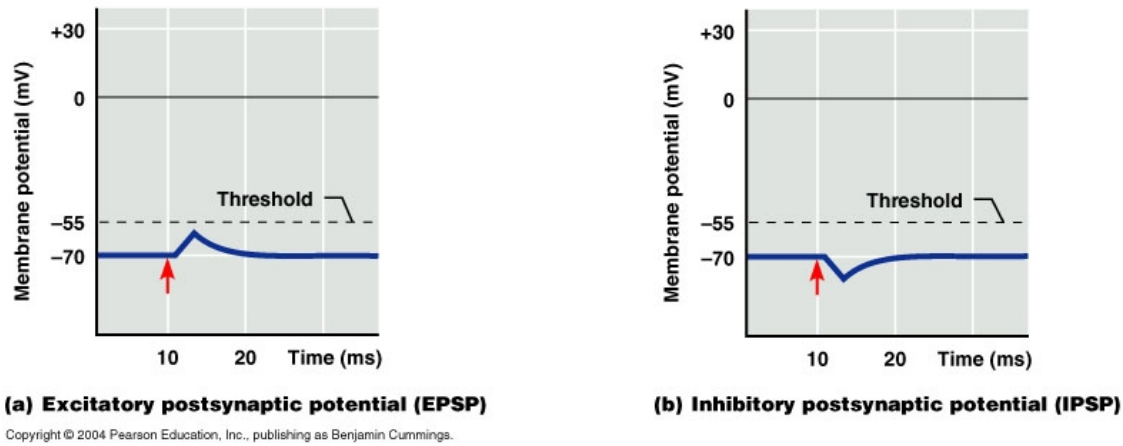 +30
0
Threshold
−55
−70
Membrane potential (mV)
10 20 Time (ms)
(a) Excitatory postsynaptic potential (EPSP)
+30
0
Threshold
−55
−70
Membrane potential (mV)
10 20 Time (ms)
(b) Inhibitory postsynaptic potential (IPSP)
Copyright © 2004 Pearson Education, Inc., publishing as Benjamin Cummings.